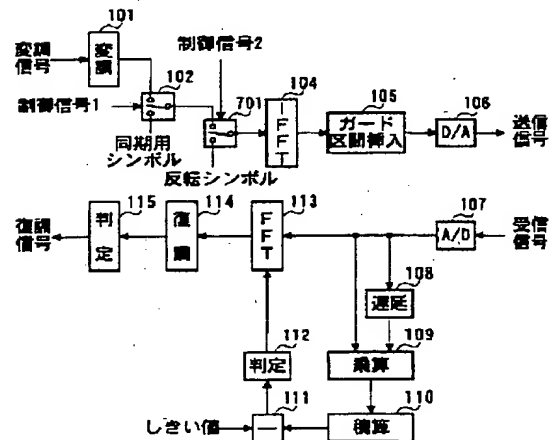 101
変調
信号
変調
102
制御信号1
同期用
シンボル
制御信号2
701
反転シンボル
104
IFFT
105
ガード
区間挿入
106
D/A
送信
信号
復調
信号
115
判定
114
復調
113
FFT
107
A/D
受信
信号
108
遅延
109
乗算
112
判定
110
積算
111
しきい値